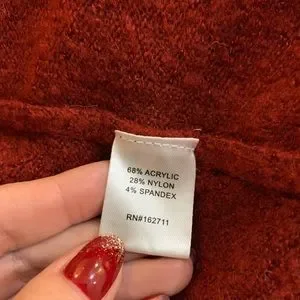 68% ACRYLIC
28% NYLON
4% SPANDEX
RN#162711